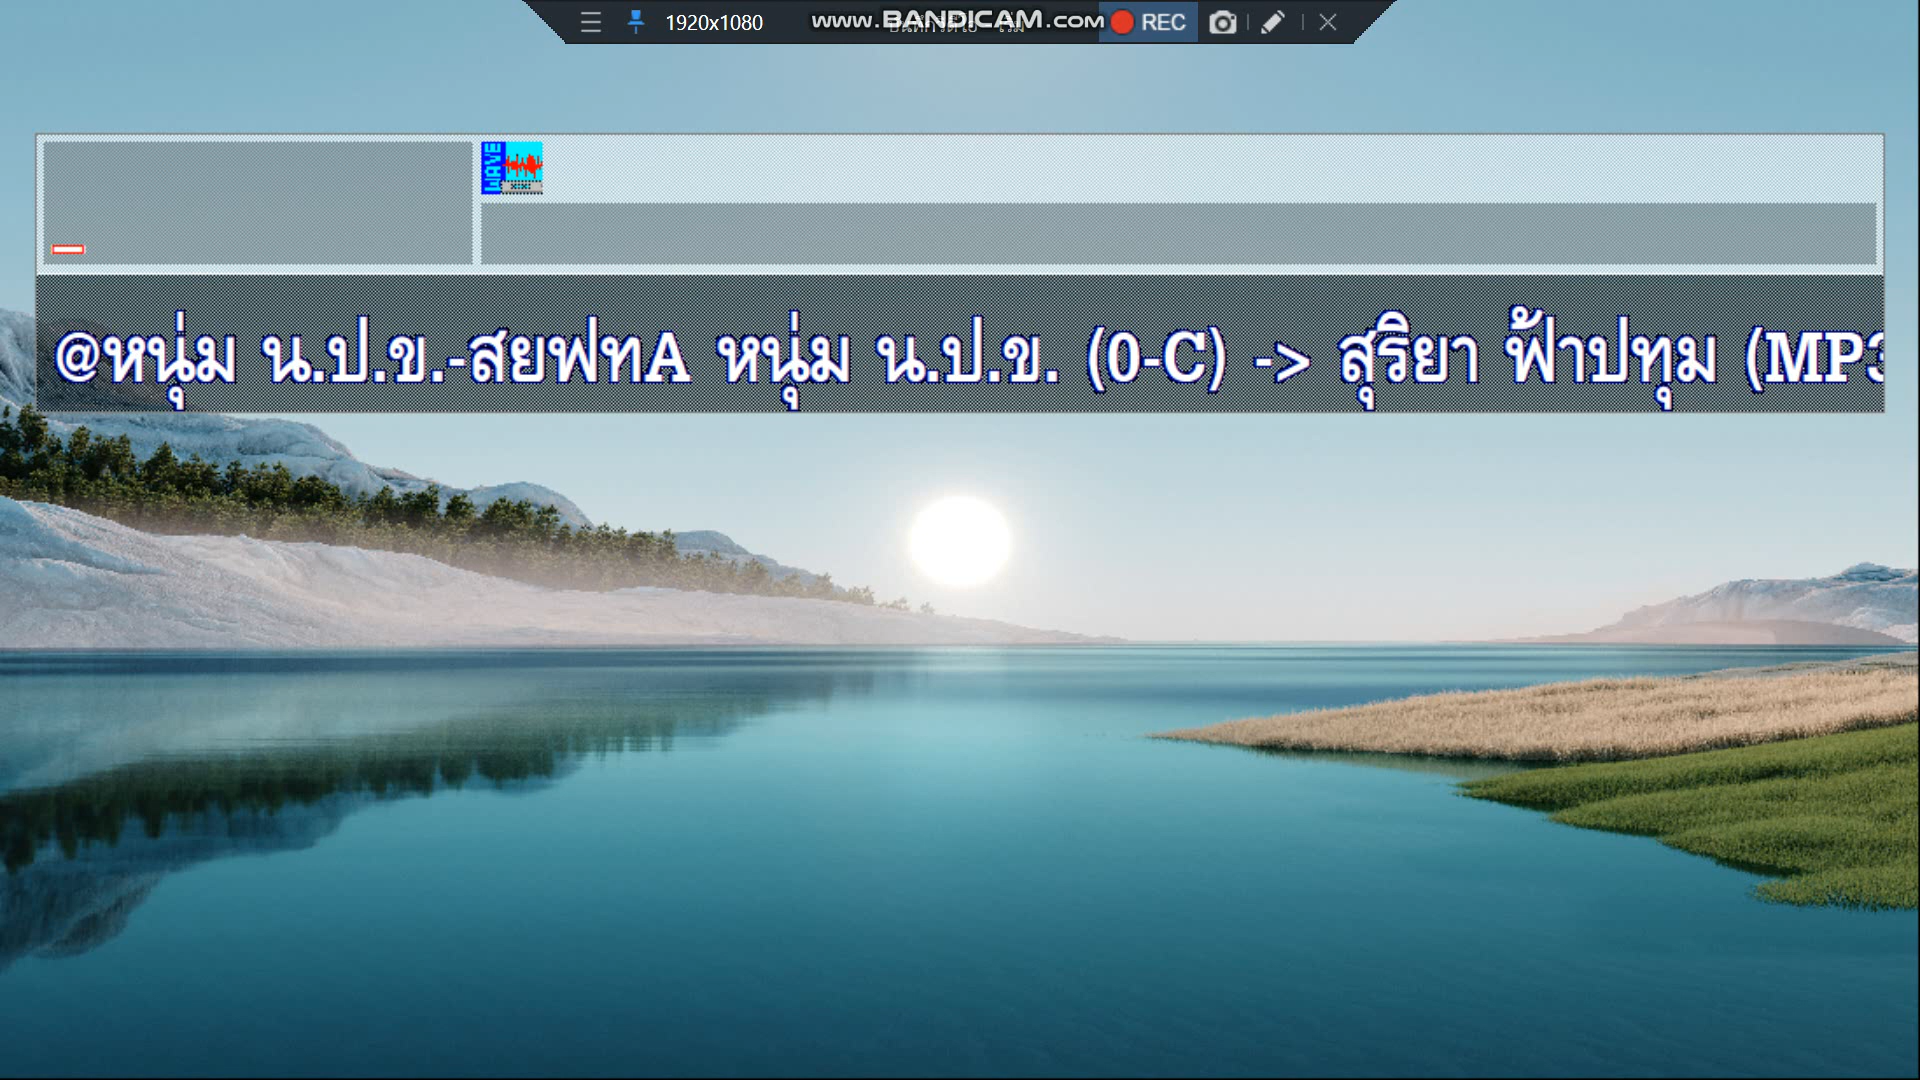 1920x1080 www.BANDICAM.com REC
WAVE
@หนุ่ม น.ป.ข.-สยฟทA หนุ่ม น.ป.ข. (0-C) -> สุริยา ฟ้าปทุม (MP3